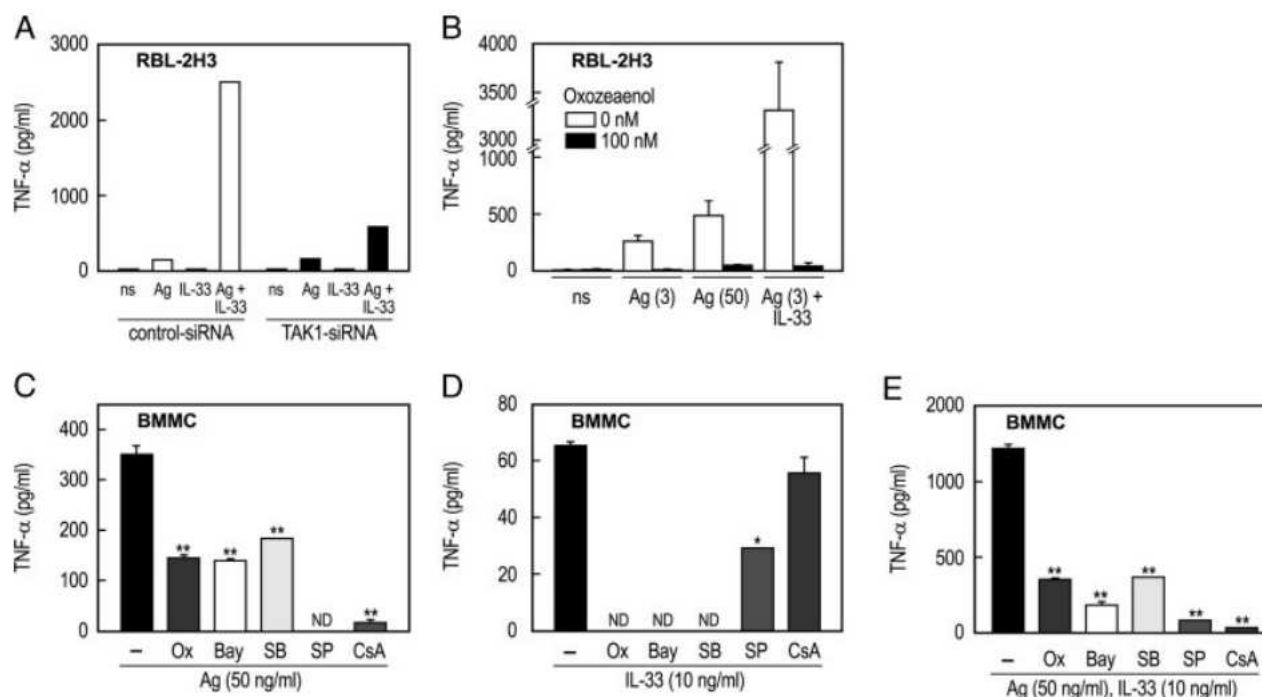 A
RBL-2H3
TNF-α (pg/ml)
3000
2000
1000
0
ns Ag IL-33 Ag + IL-33 ns Ag IL-33 Ag + IL-33
control-siRNA TAK1-siRNA
B
RBL-2H3
Oxozeaenol
0 nM
100 nM
TNF-α (pg/ml)
4000
3500
3000
1000
500
0
ns Ag (3) Ag (50) Ag (3) + IL-33
C
BMMC
TNF-α (pg/ml)
400
300
200
100
0
** ** ** ND **
– Ox Bay SB SP CsA
Ag (50 ng/ml)
D
BMMC
TNF-α (pg/ml)
80
60
40
20
0
ND ND ND *
– Ox Bay SB SP CsA
IL-33 (10 ng/ml)
E
BMMC
TNF-α (pg/ml)
2000
1000
500
0
** ** ** ** **
– Ox Bay SB SP CsA
Ag (50 ng/ml), IL-33 (10 ng/ml)